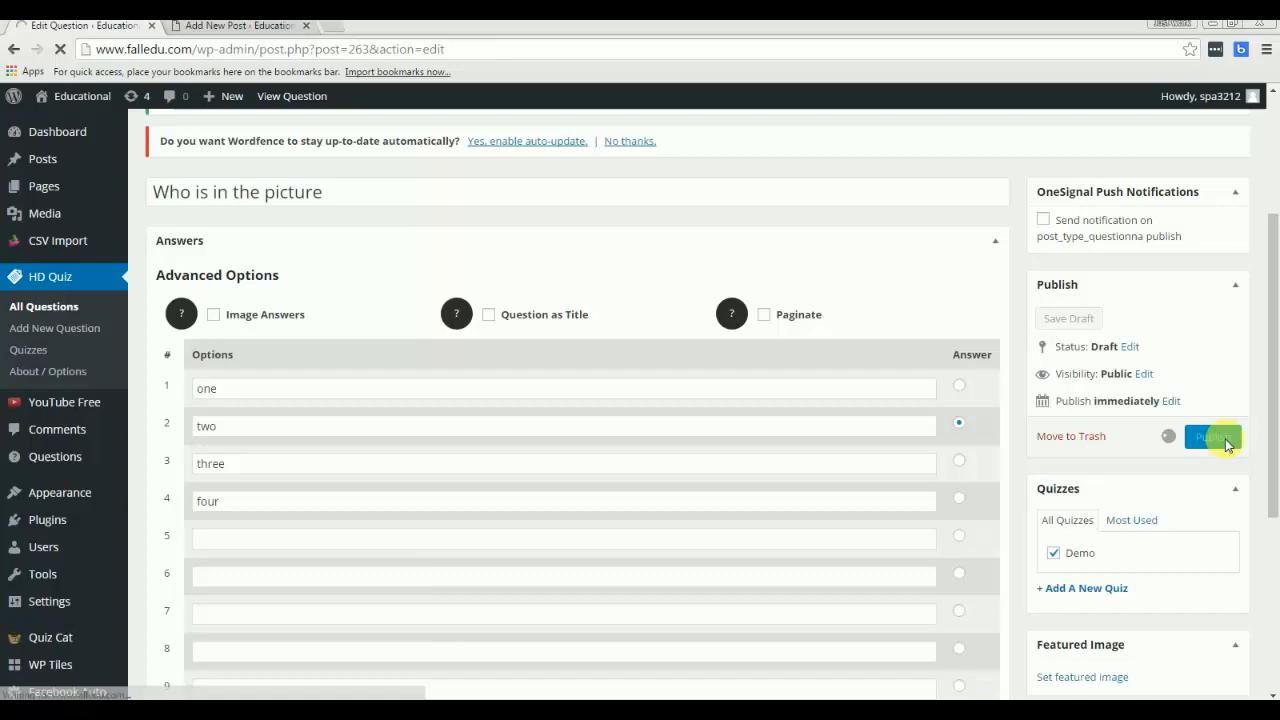 Edit Question ‹ Education
Add New Post ‹ Education
www.falledu.com/wp-admin/post.php?post=263&action=edit
Apps For quick access, place your bookmarks here on the bookmarks bar. Import bookmarks now...
Educational 4 0 New View Question Howdy, spa3212
Dashboard
Posts
Pages
Media
CSV Import
HD Quiz
All Questions
Add New Question
Quizzes
About / Options
YouTube Free
Comments
Questions
Appearance
Plugins
Users
Tools
Settings
Quiz Cat
WP Tiles
Facebook Auto
Do you want Wordfence to stay up-to-date automatically? Yes, enable auto-update. | No thanks.
Who is in the picture
Answers
Advanced Options
? Image Answers ? Question as Title ? Paginate
# Options Answer
1 one
2 two
3 three
4 four
5
6
7
8
9
OneSignal Push Notifications
Send notification on
post_type_questionna publish
Publish
Save Draft
Status: Draft Edit
Visibility: Public Edit
Publish immediately Edit
Move to Trash Publish
Quizzes
All Quizzes Most Used
Demo
+ Add A New Quiz
Featured Image
Set featured image